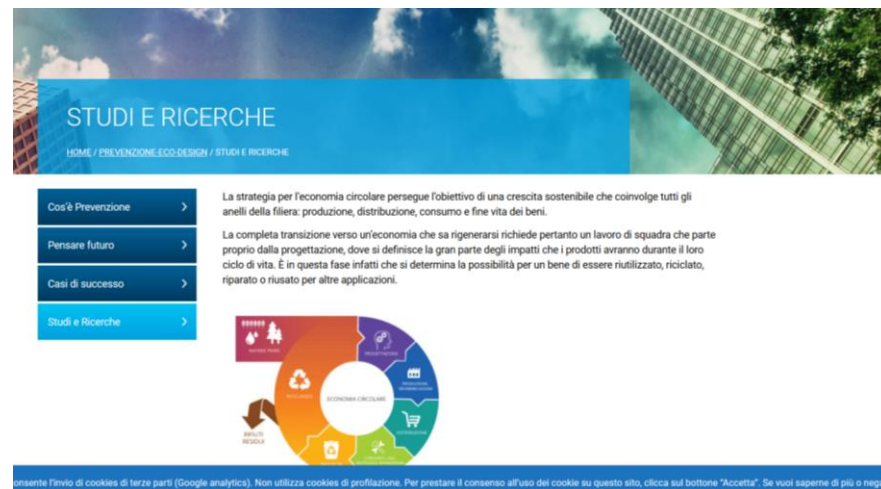 STUDI E RICERCHE
HOME / PREVENZIONE-ECO-DESIGN / STUDI E RICERCHE
Cos'è Prevenzione
Pensare futuro
Casi di successo
Studi e Ricerche
La strategia per l'economia circolare persegue l'obiettivo di una crescita sostenibile che coinvolge tutti gli
anelli della filiera: produzione, distribuzione, consumo e fine vita dei beni.
La completa transizione verso un'economia che sa rigenerarsi richiede pertanto un lavoro di squadra che parte
proprio dalla progettazione, dove si definisce la gran parte degli impatti che i prodotti avranno durante il loro
ciclo di vita. È in questa fase infatti che si determina la possibilità per un bene di essere riutilizzato, riciclato,
riparato o riusato per altre applicazioni.
MATERIE PRIME
PROGETTAZIONE
PRODUZIONE
RICICLAGGIO
ECONOMIA CIRCOLARE
DISTRIBUZIONE
RIFIUTI
RESIDUI
onsente l'invio di cookies di terze parti (Google analytics). Non utilizza cookies di profilazione. Per prestare il consenso all'uso dei cookie su questo sito, clicca sul bottone "Accetta". Se vuoi saperne di più o nega